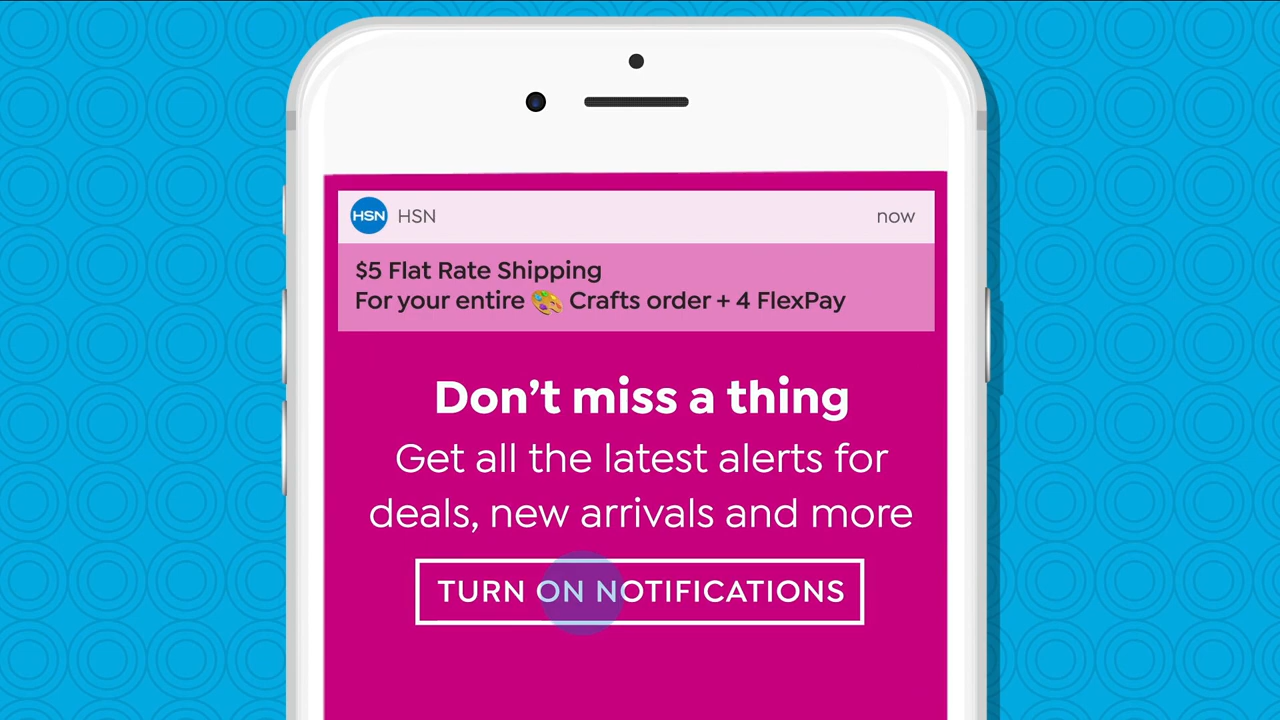 HSN HSN now
$5 Flat Rate Shipping
For your entire 🎨 Crafts order + 4 FlexPay
Don’t miss a thing
Get all the latest alerts for
deals, new arrivals and more
TURN ON NOTIFICATIONS